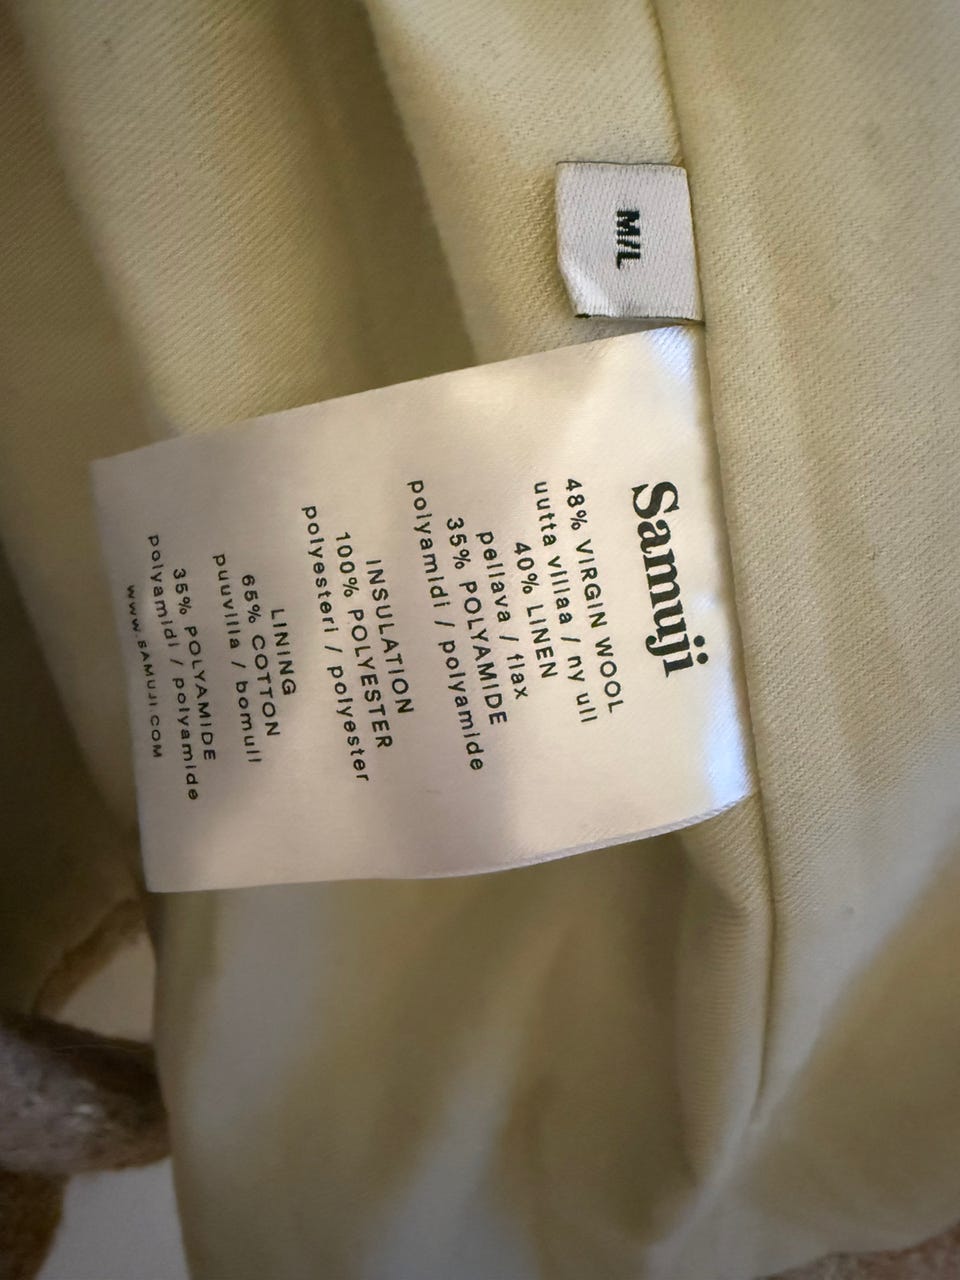 M/L
Samuji
48% VIRGIN WOOL
uutta villaa / ny ull
40% LINEN
pellava / flax
35% POLYAMIDE
polyamidi / polyamide
INSULATION
100% POLYESTER
polyesteri / polyester
LINING
65% COTTON
puuvilla / bomull
35% POLYAMIDE
polyamidi / polyamide
WWW.SAMUJI.COM